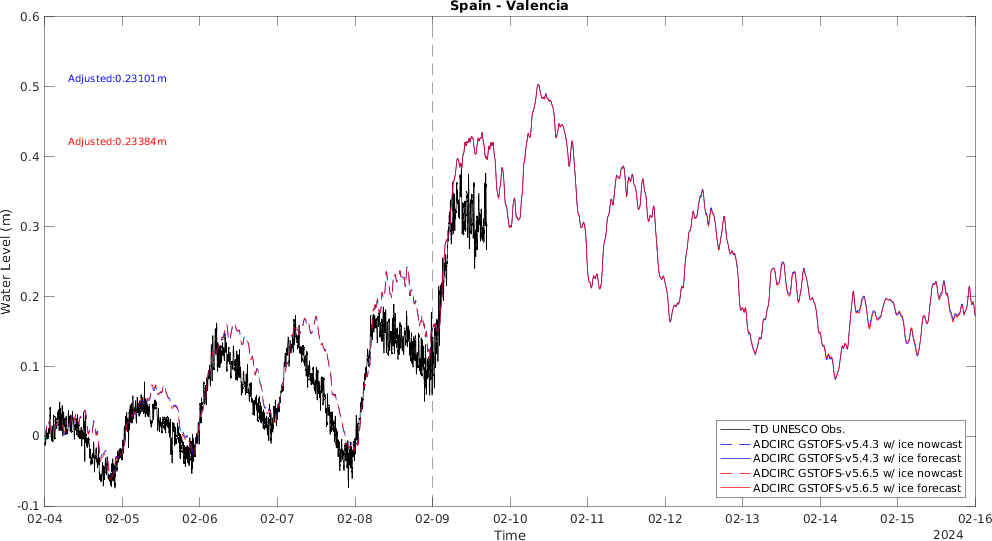 Spain - Valencia
0.6
0.5
0.4
0.3
0.2
0.1
0
-0.1
Water Level (m)
Adjusted:0.23101m
Adjusted:0.23384m
TD UNESCO Obs.
ADCIRC GSTOFS-v5.4.3 w/ ice nowcast
ADCIRC GSTOFS-v5.4.3 w/ ice forecast
ADCIRC GSTOFS-v5.6.5 w/ ice nowcast
ADCIRC GSTOFS-v5.6.5 w/ ice forecast
02-04 02-05 02-06 02-07 02-08 02-09 02-10 02-11 02-12 02-13 02-14 02-15 02-16
Time
2024